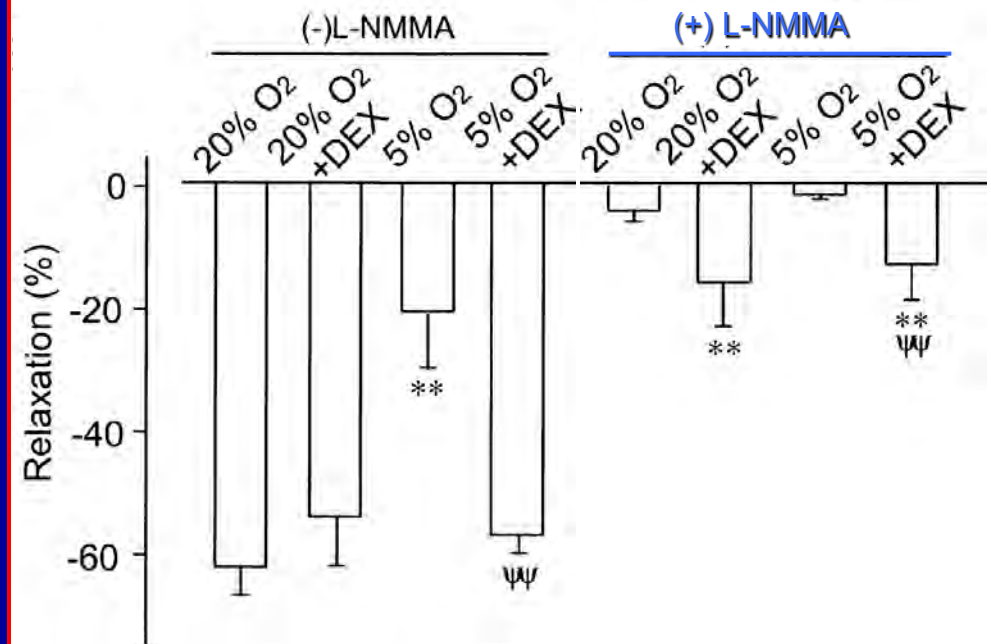 (-)L-NMMA
(+) L-NMMA
20% O2
20% O2
+DEX
5% O2
5% O2
+DEX
20% O2
20% O2
+DEX
5% O2
5% O2
+DEX
Relaxation (%)
0
-20
-40
-60
**
ψψ
**
**
ψψ